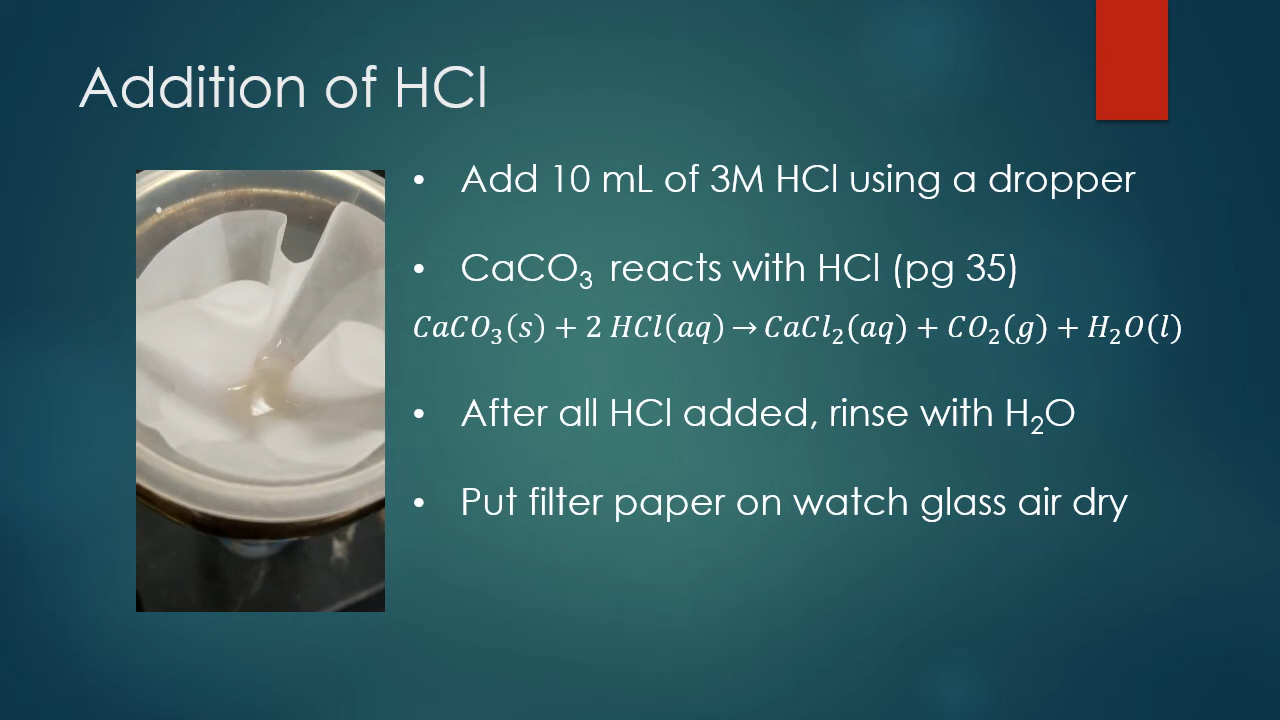 Addition of HCl
• Add 10 mL of 3M HCl using a dropper
• CaCO₃ reacts with HCl (pg 35)
CaCO₃(s) + 2 HCl(aq) → CaCl₂(aq) + CO₂(g) + H₂O(l)
• After all HCl added, rinse with H₂O
• Put filter paper on watch glass air dry